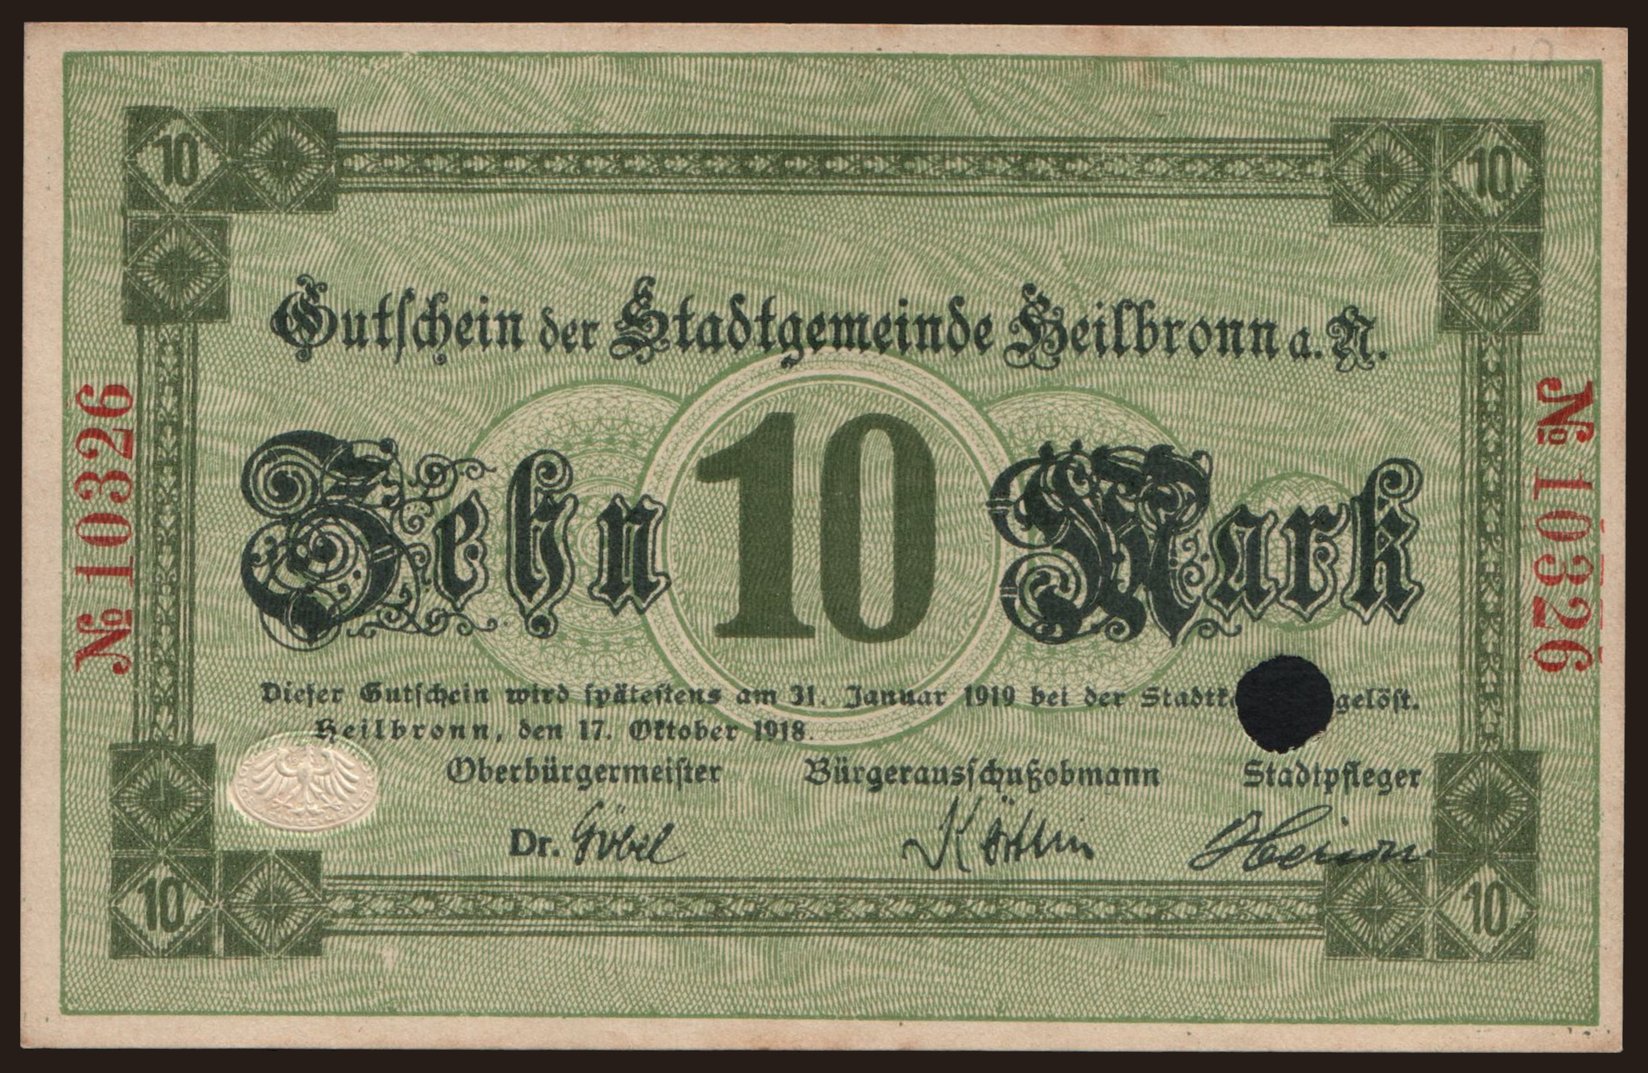 10 10
Gutschein der Stadtgemeinde Heilbronn a. N.
№ 10326
№ 10326
Zehn 10 Mark
Dieser Gutschein wird spätestens am 31. Januar 1919 bei der Stadtk gelöst.
Heilbronn, den 17. Oktober 1918.
Oberbürgermeister Bürgerausschußobmann Stadtpfleger
Dr. Göbel
10 10